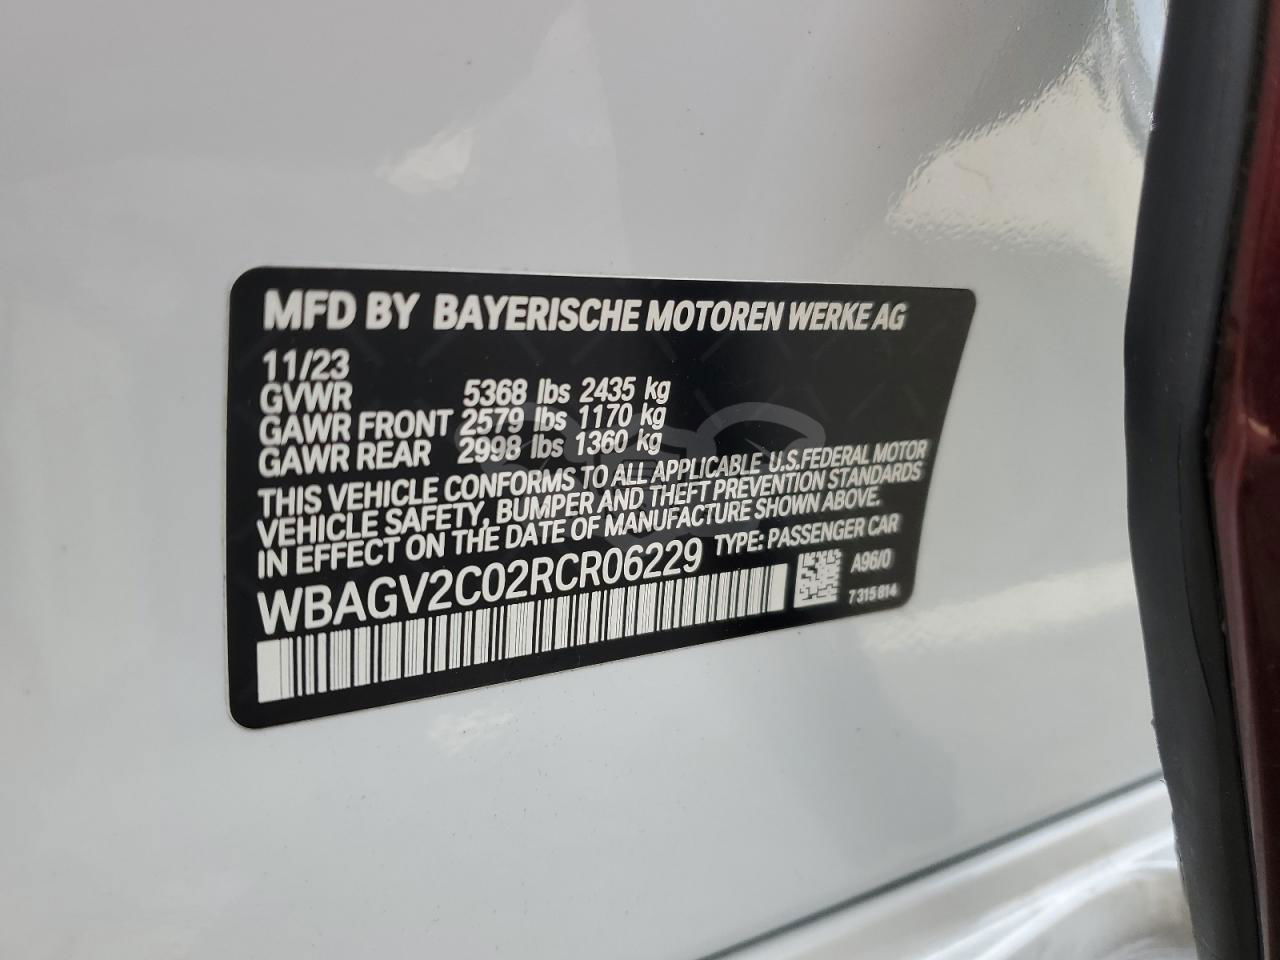 MFD BY BAYERISCHE MOTOREN WERKE AG
11/23
GVWR 5368 lbs 2435 kg
GAWR FRONT 2579 lbs 1170 kg
GAWR REAR 2998 lbs 1360 kg
THIS VEHICLE CONFORMS TO ALL APPLICABLE U.S.FEDERAL MOTOR
VEHICLE SAFETY, BUMPER AND THEFT PREVENTION STANDARDS
IN EFFECT ON THE DATE OF MANUFACTURE SHOWN ABOVE.
WBAGV2C02RCR06229 TYPE: PASSENGER CAR
A96/0
7 315 814